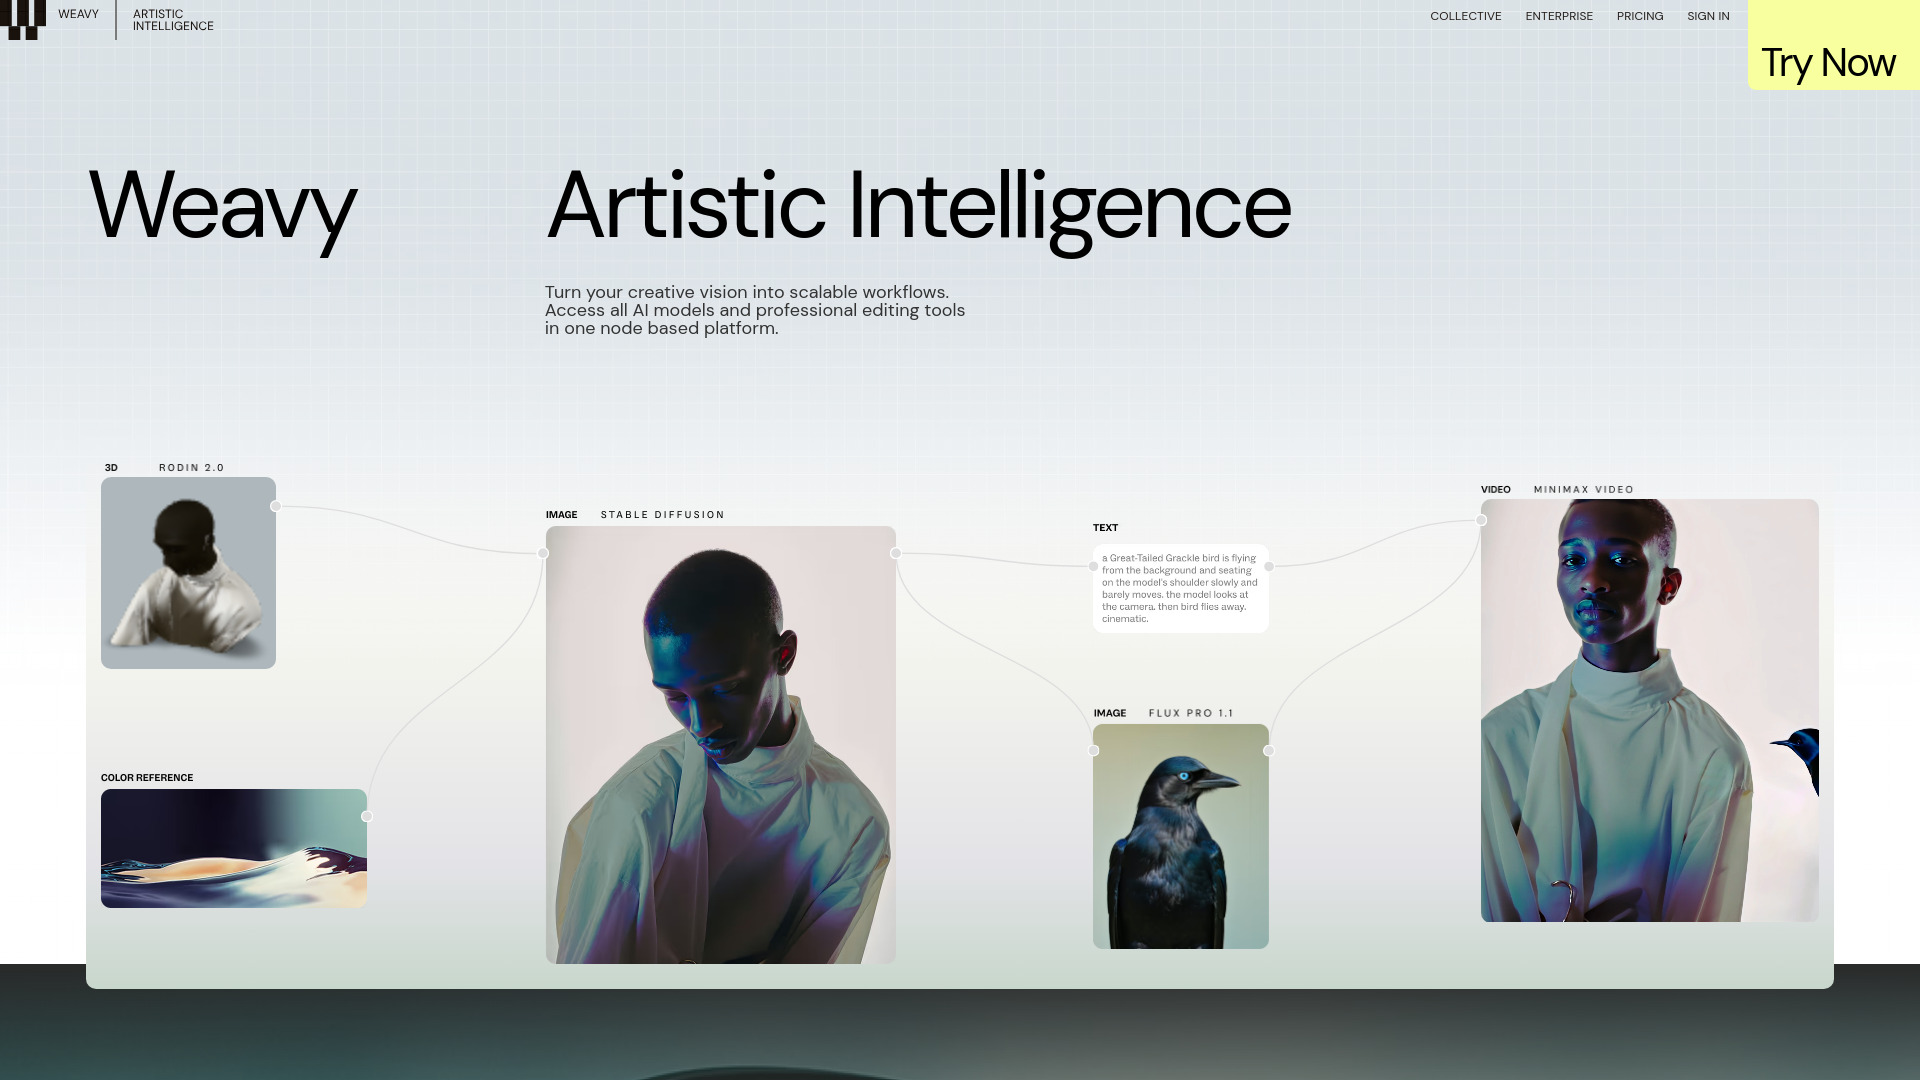 WEAVY
ARTISTIC
INTELLIGENCE
COLLECTIVE
ENTERPRISE
PRICING
SIGN IN
Try Now
Weavy
Artistic Intelligence
Turn your creative vision into scalable workflows.
Access all AI models and professional editing tools
in one node based platform.
3D RODIN 2.0
COLOR REFERENCE
IMAGE STABLE DIFFUSION
TEXT
a Great-Tailed Grackle bird is flying
from the background and seating
on the model's shoulder slowly and
barely moves. the model looks at
the camera. then bird flies away.
cinematic.
IMAGE FLUX PRO 1.1
VIDEO MINIMAX VIDEO